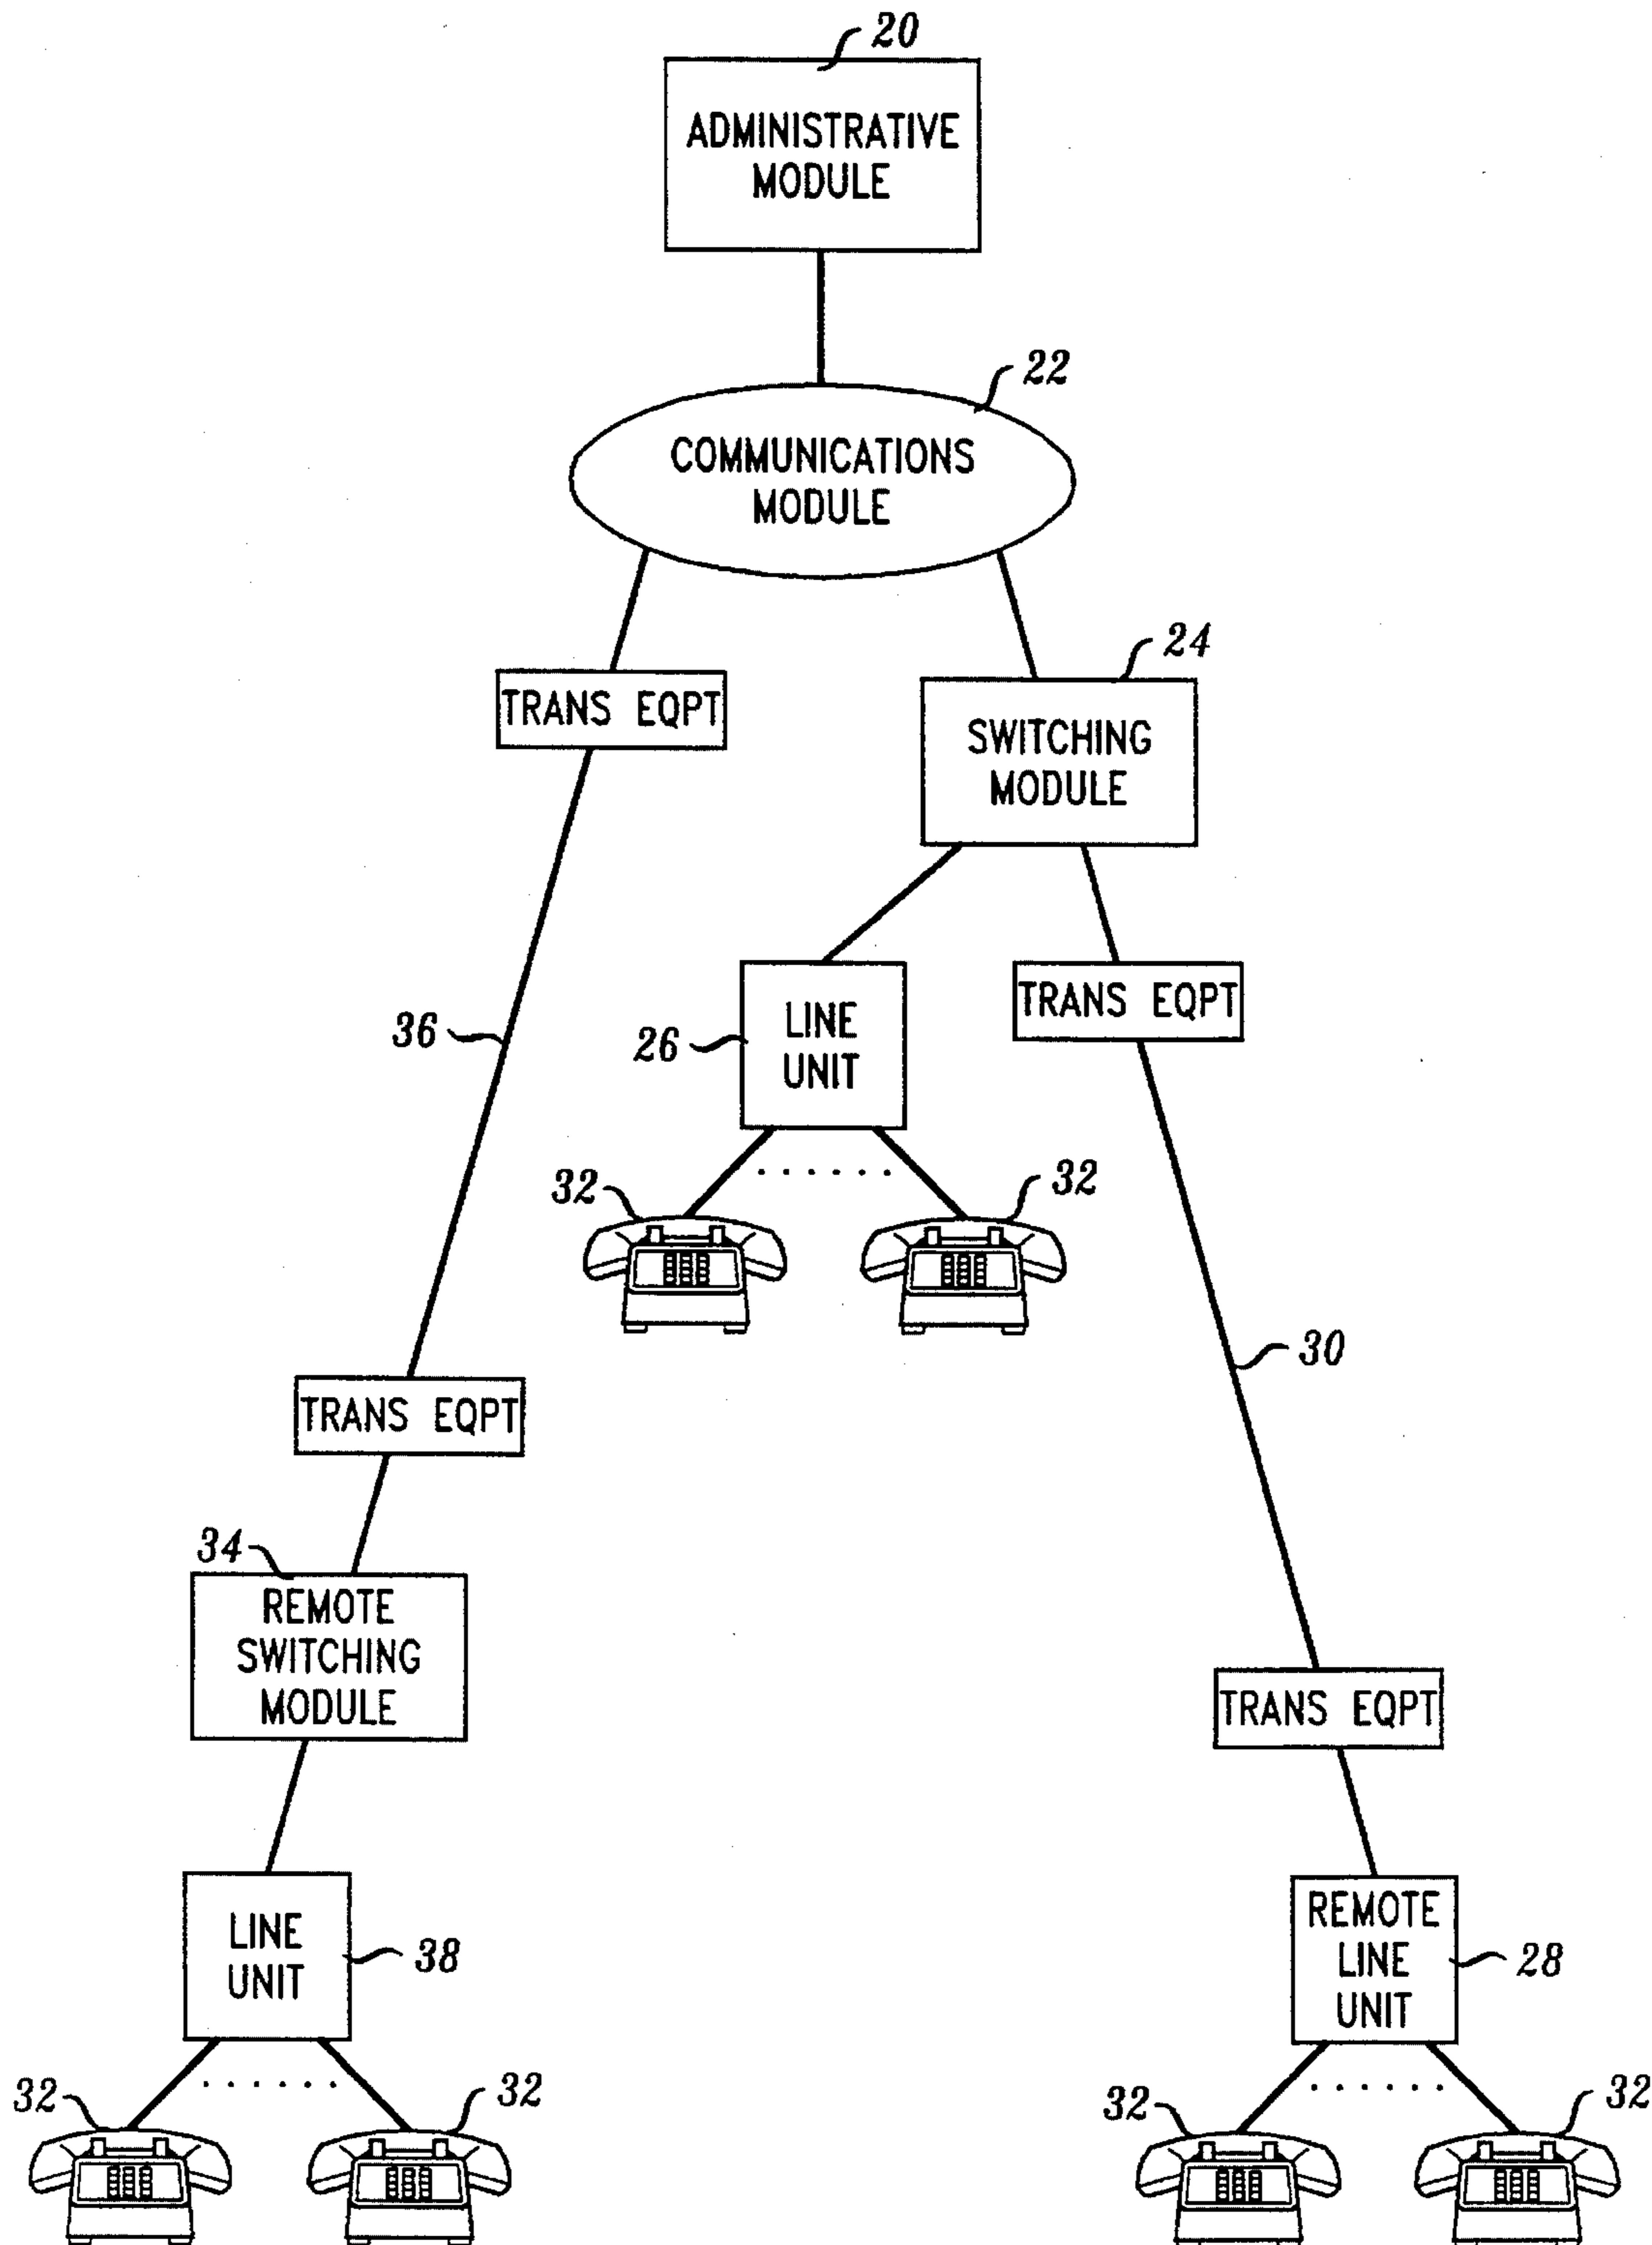 20
ADMINISTRATIVE
MODULE
22
COMMUNICATIONS
MODULE
24
TRANS EQPT
SWITCHING
MODULE
36
26
LINE
UNIT
TRANS EQPT
32
32
30
TRANS EQPT
34
REMOTE
SWITCHING
MODULE
TRANS EQPT
LINE
UNIT
38
REMOTE
LINE
UNIT
28
32
32
32
32